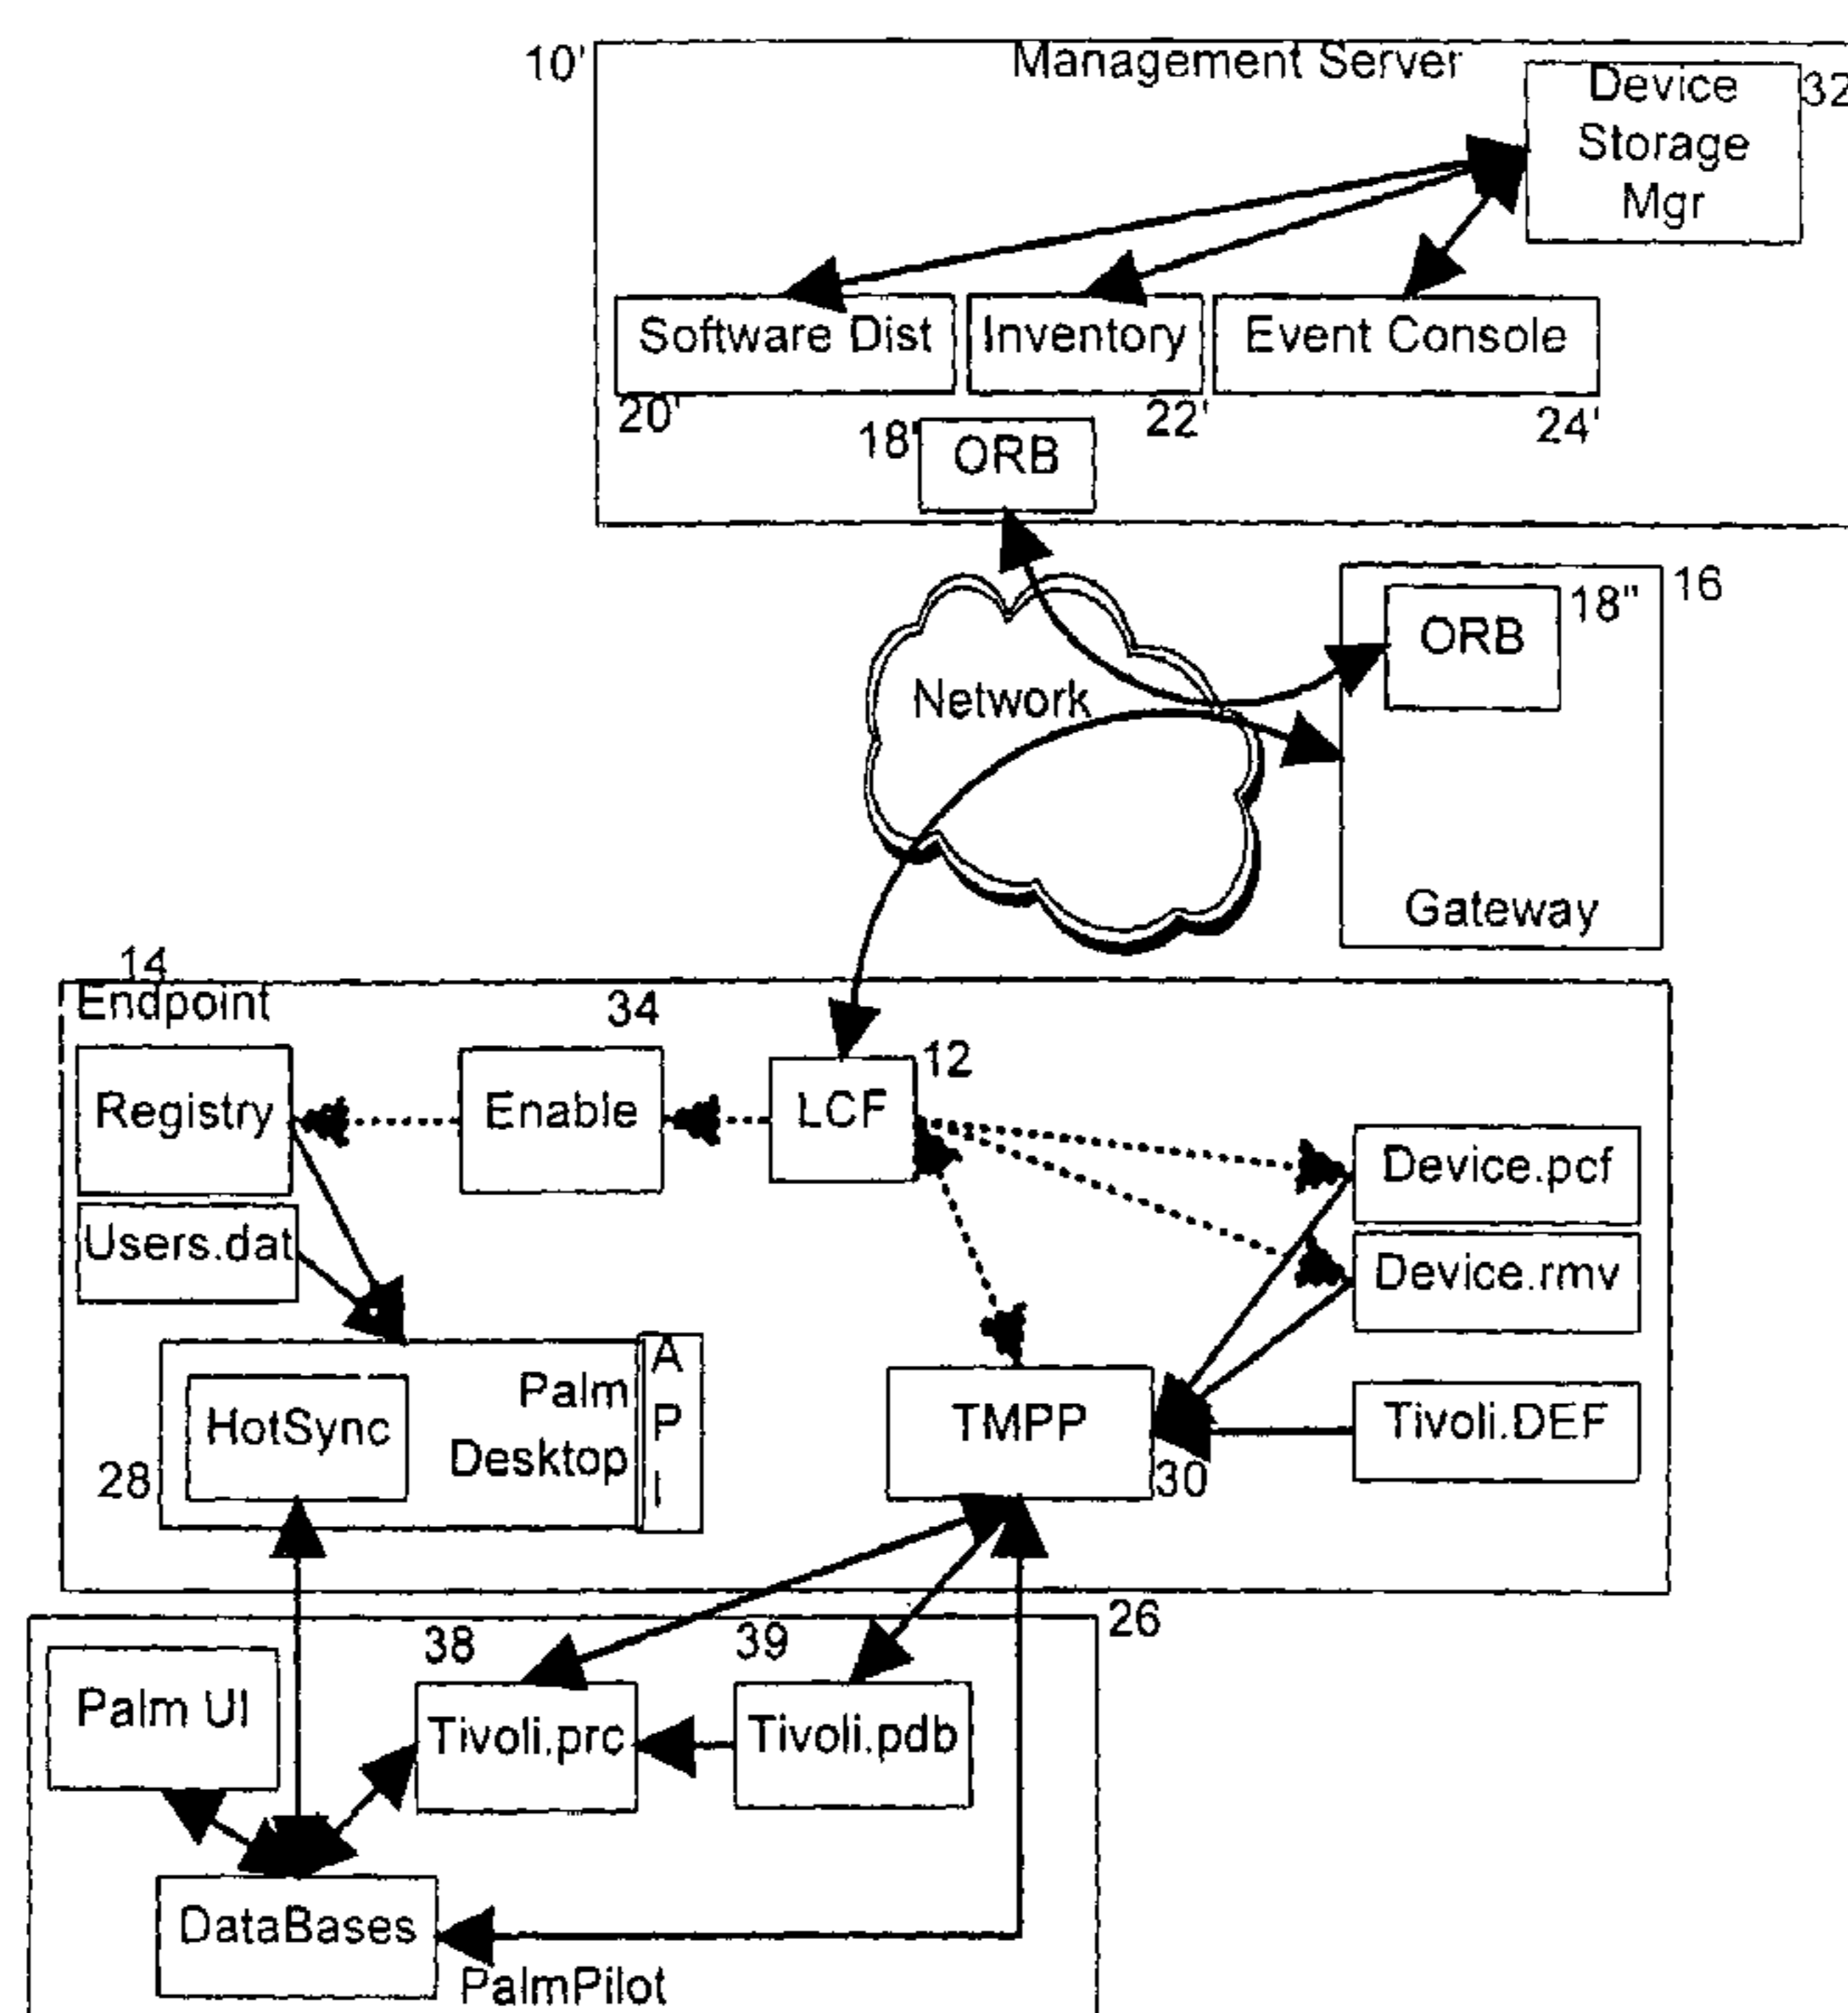 10'
Management Server
Device
Storage
Mgr
32
Software Dist
Inventory
Event Console
20'
18'
ORB
22'
24'
16
18"
ORB
Network
Gateway
14
Endpoint
34
12
Registry
Enable
LCF
Device.pcf
Users.dat
Device.rmv
HotSync
Palm
Desktop
A
P
I
TMPP
Tivoli.DEF
28
30
26
38
39
Palm UI
Tivoli.prc
Tivoli.pdb
DataBases
PalmPilot